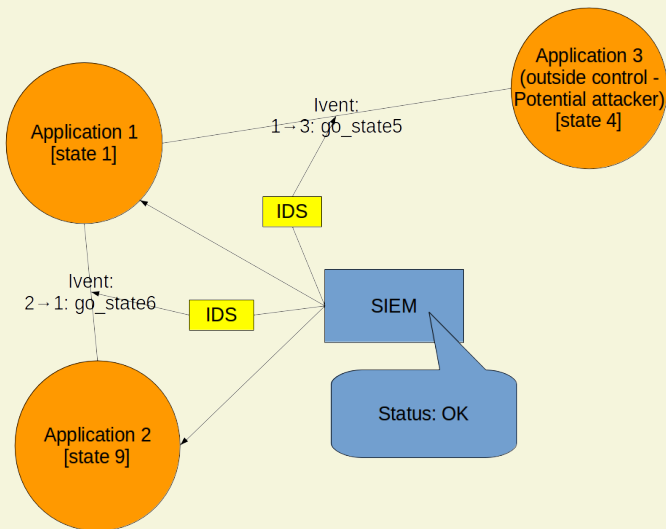 Application 3
(outside control -
Potential attacker)
[state 4]
Ivent:
1→3: go_state5
Application 1
[state 1]
IDS
Ivent:
2→1: go_state6
IDS
SIEM
Status: OK
Application 2
[state 9]